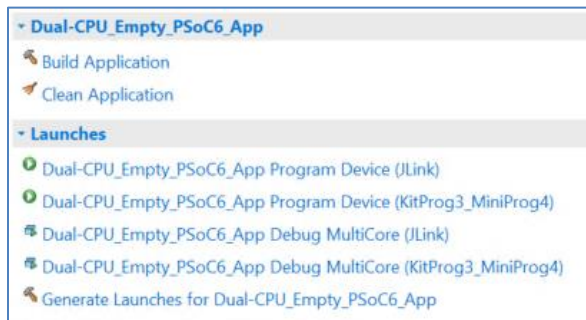 Dual-CPU_Empty_PSoC6_App
Build Application
Clean Application
Launches
Dual-CPU_Empty_PSoC6_App Program Device (JLink)
Dual-CPU_Empty_PSoC6_App Program Device (KitProg3_MiniProg4)
Dual-CPU_Empty_PSoC6_App Debug MultiCore (JLink)
Dual-CPU_Empty_PSoC6_App Debug MultiCore (KitProg3_MiniProg4)
Generate Launches for Dual-CPU_Empty_PSoC6_App